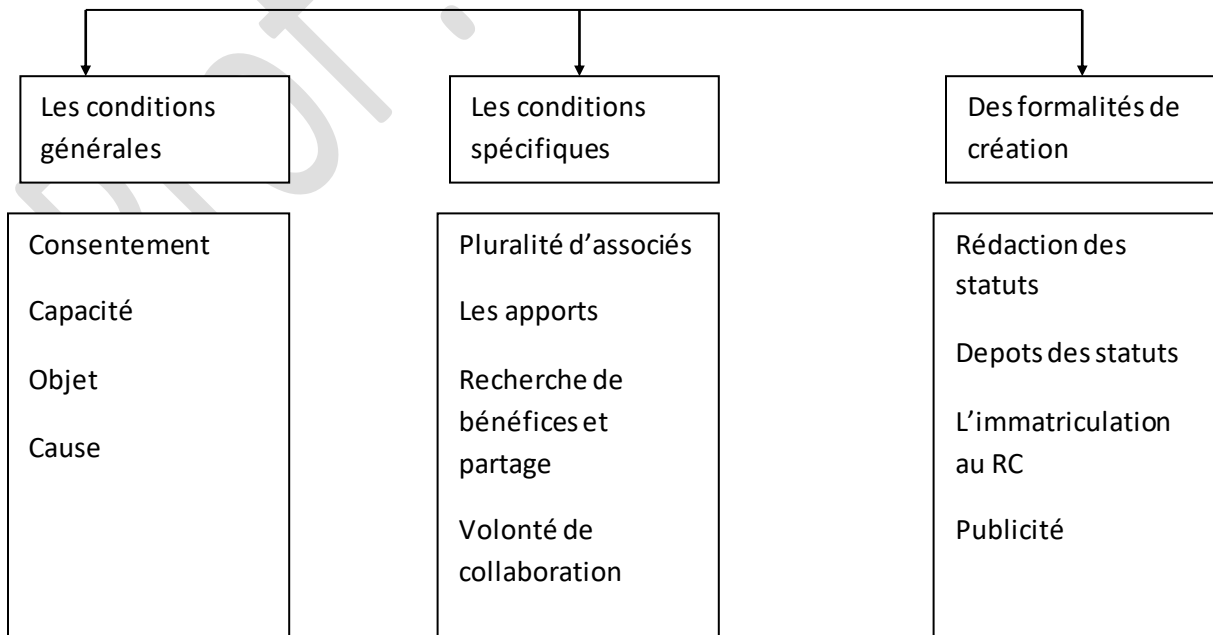 Les conditions
générales
Les conditions
spécifiques
Des formalités de
création
Consentement
Capacité
Objet
Cause
Pluralité d’associés
Les apports
Recherche de
bénéfices et
partage
Volonté de
collaboration
Rédaction des
statuts
Depots des statuts
L’immatriculation
au RC
Publicité
Prof